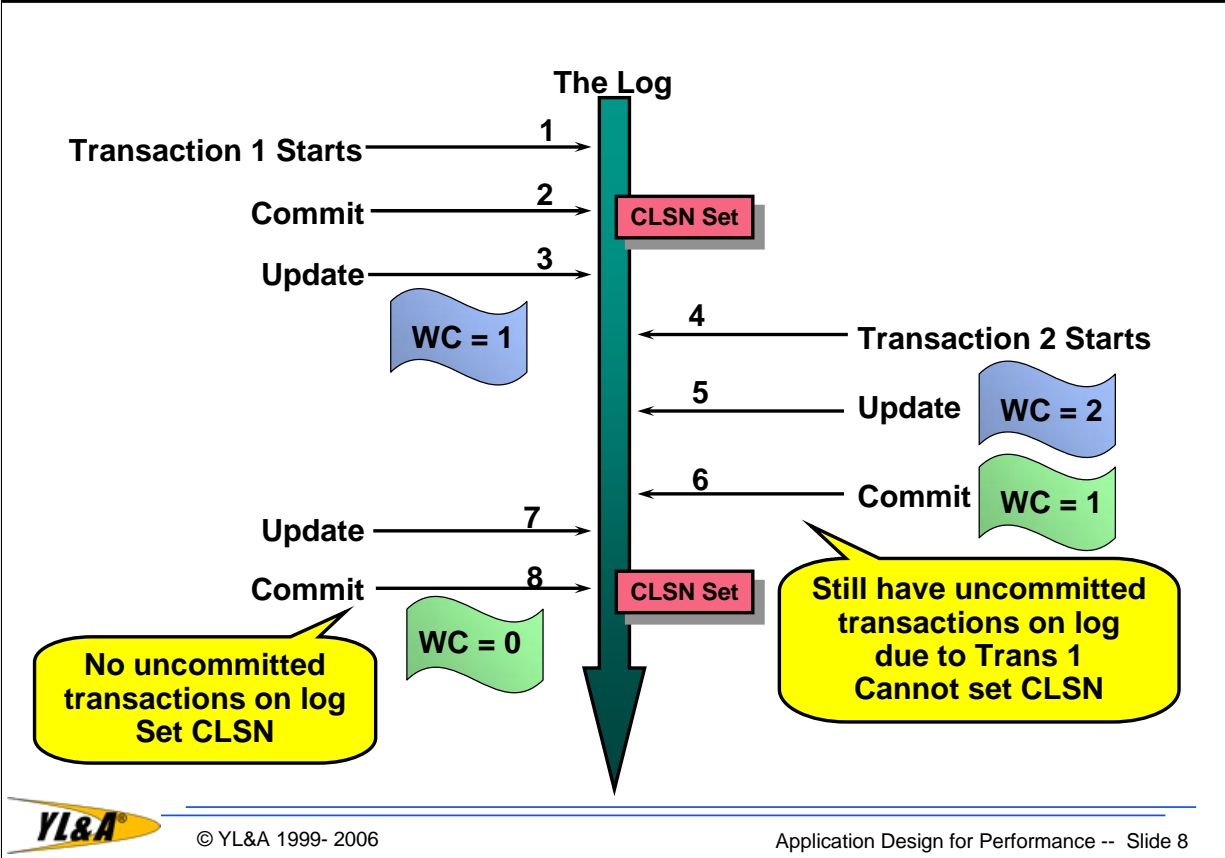 The Log
Transaction 1 Starts
1
Commit
2
CLSN Set
Update
3
WC = 1
4
Transaction 2 Starts
5
Update
WC = 2
6
Commit
WC = 1
Update
7
Commit
8
CLSN Set
WC = 0
No uncommitted
transactions on log
Set CLSN
Still have uncommitted
transactions on log
due to Trans 1
Cannot set CLSN
YL&A®
© YL&A 1999- 2006
Application Design for Performance -- Slide 8